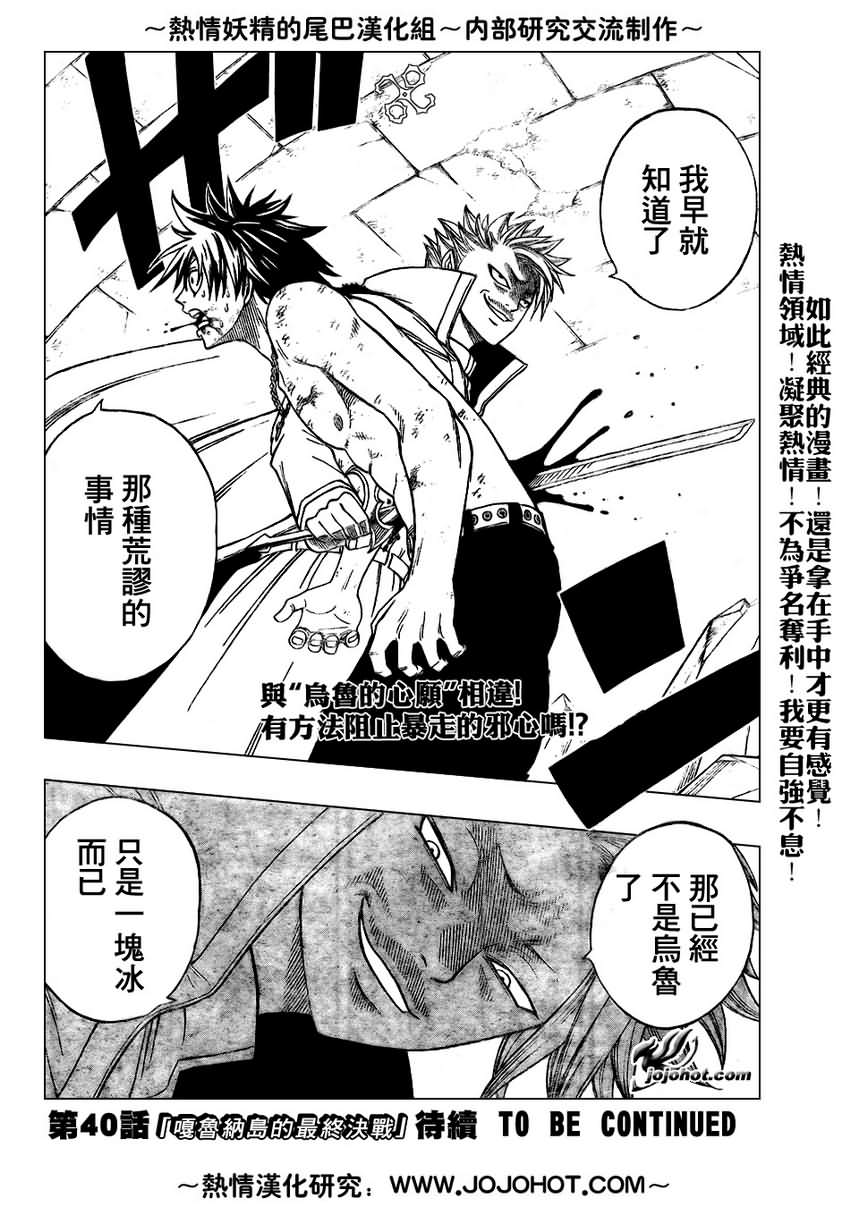 ～熱情妖精的尾巴漢化組～内部研究交流制作～
我早就
知道了
那種荒謬的
事情
與“烏魯的心願”相違!
有方法阻止暴走的邪心嗎!?
如此經典的漫畫！還是拿在手中才更有感覺！
熱情領域！凝聚熱情！不為爭名奪利！我要自強不息！
那已經
不是烏魯
了
只是一塊冰
而已
jojohot.com
第40話「嘎魯納島的最終決戰」待續 TO BE CONTINUED
～熱情漢化研究：WWW.JOJOHOT.COM～